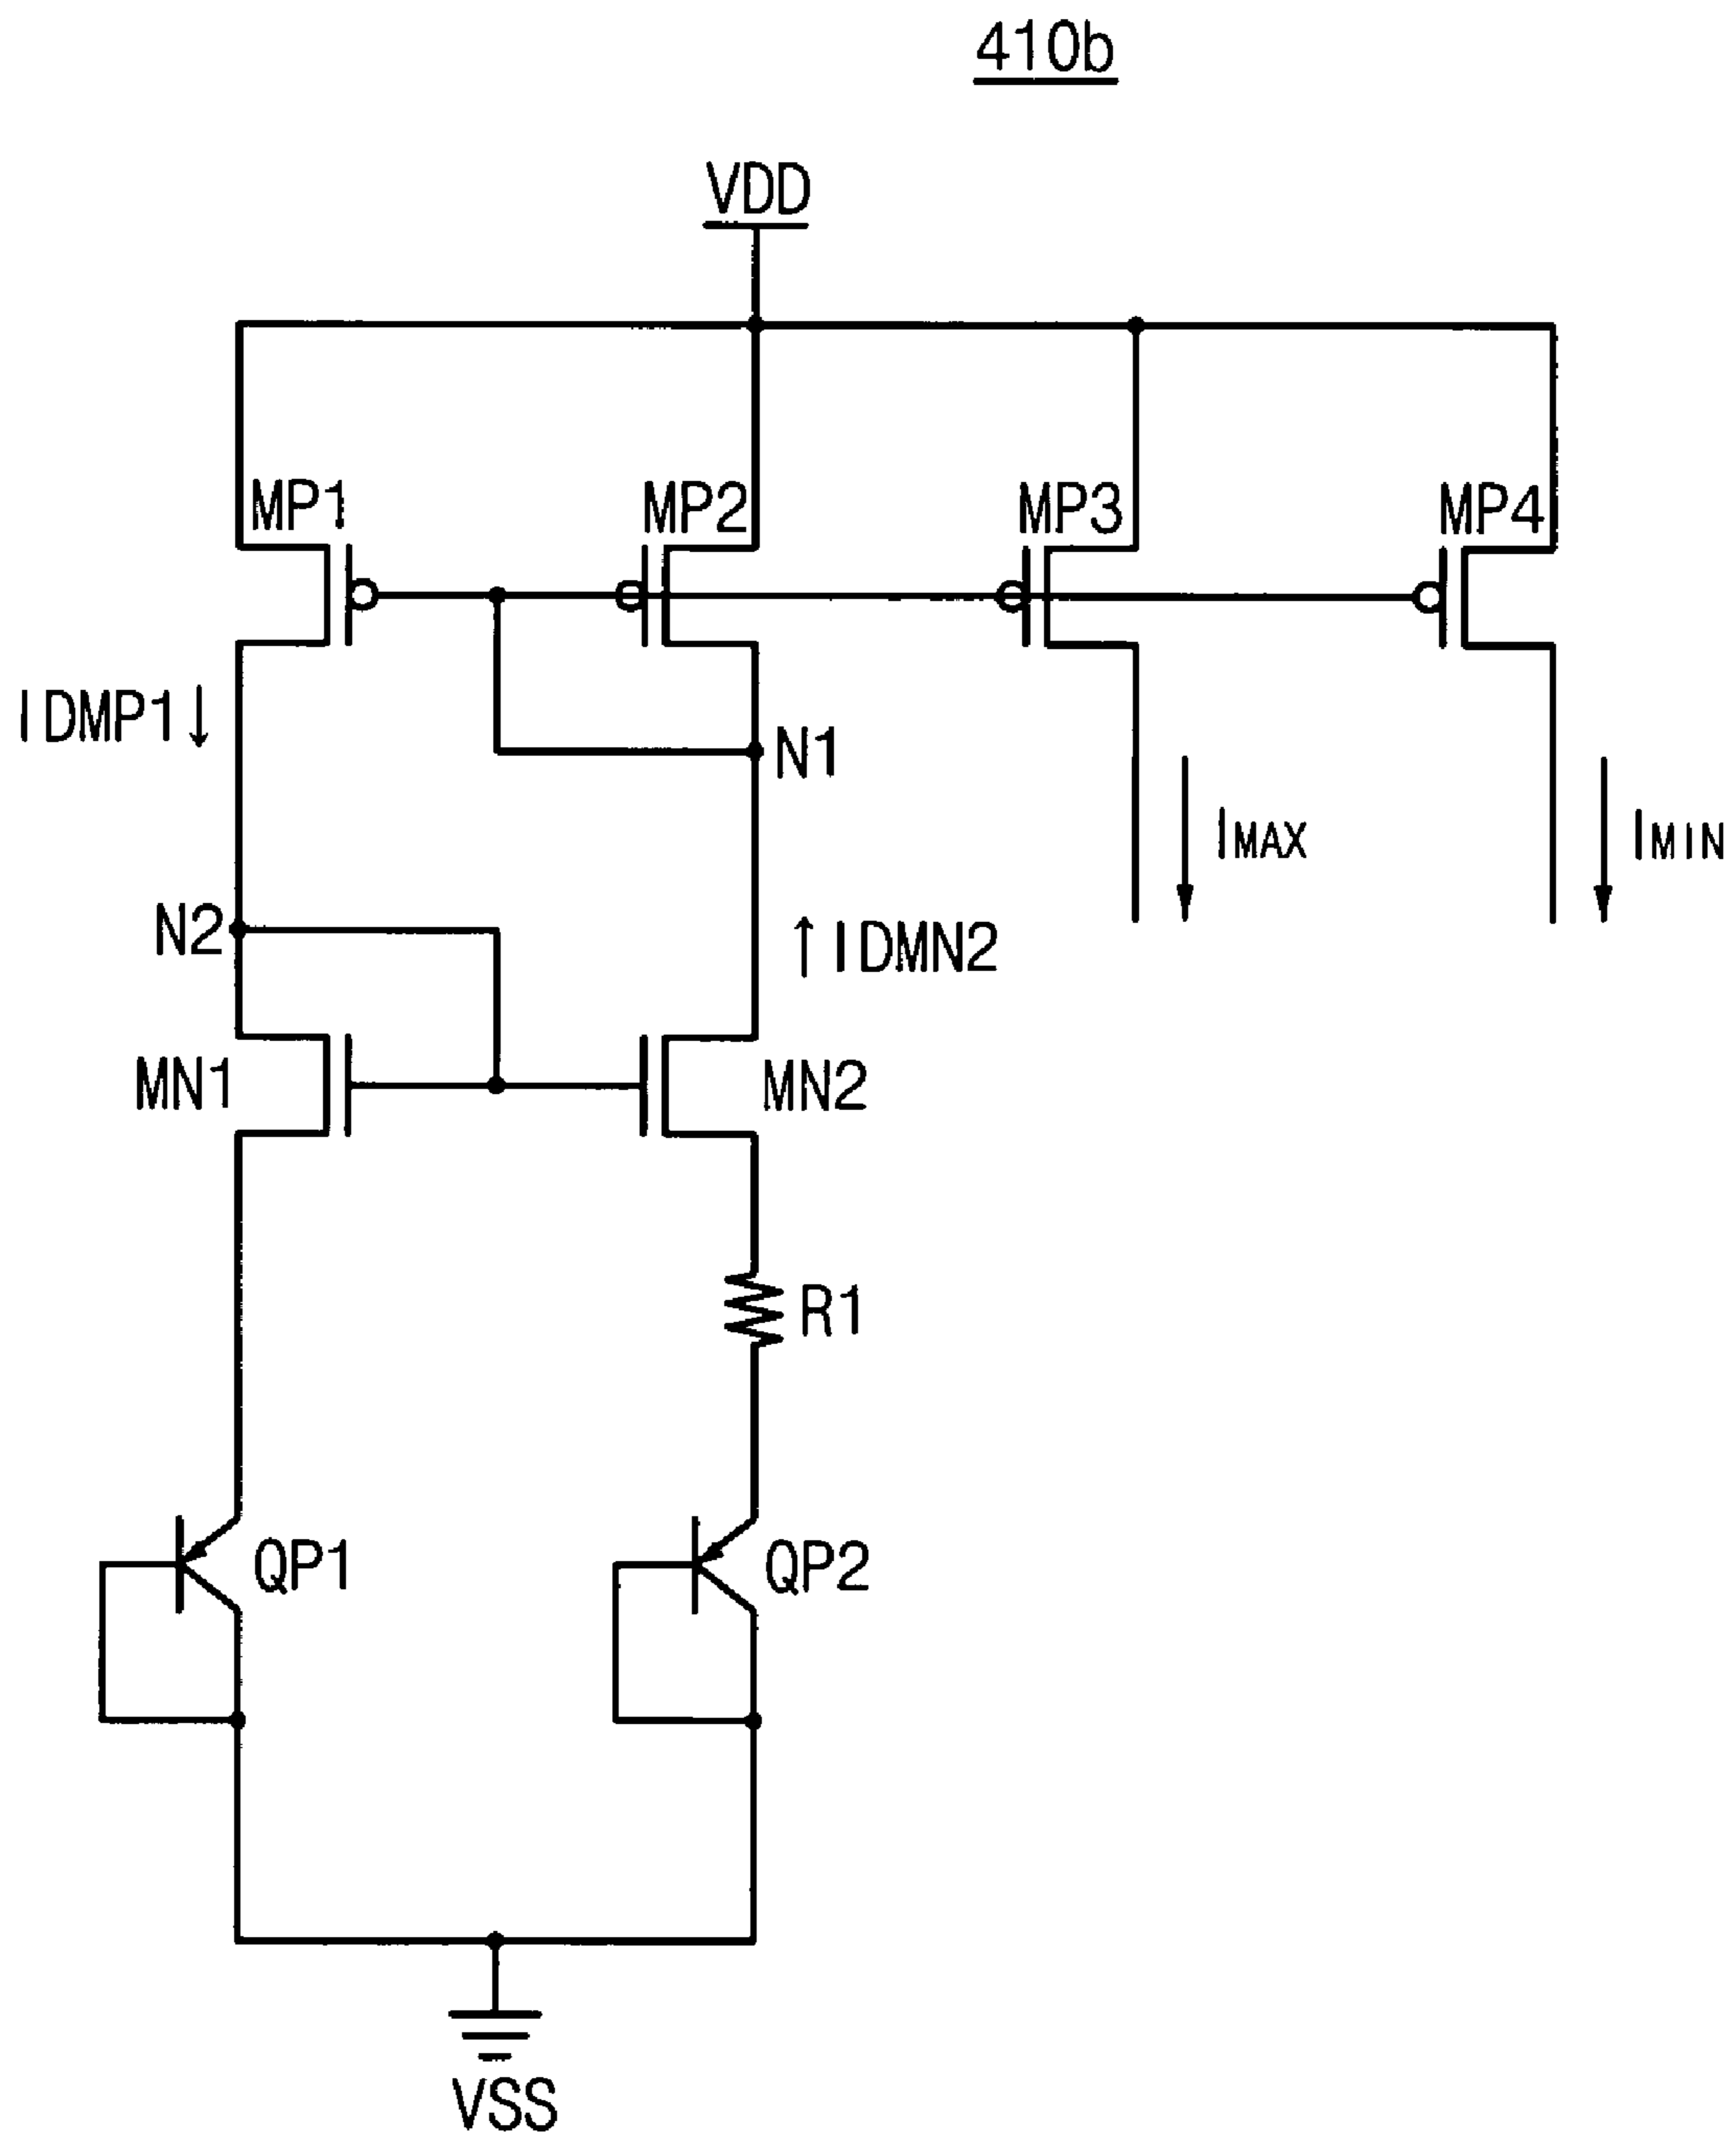 410b
VDD
MP1
MP2
MP3
MP4
IDMP1↓
N1
IMAX
IMIN
N2
↑IDMN2
MN1
MN2
R1
QP1
QP2
VSS